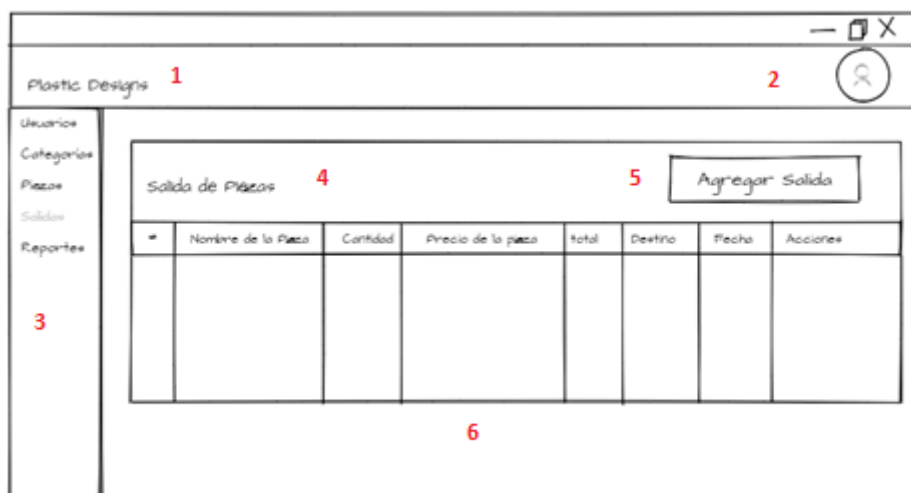 Plastic Designs 1 2
Usuarios
Categorias
Piezas
Salidas
Reportes
3
Salida de Piezas 4 5 Agregar Salida
# Nombre de la Pieza Cantidad Precio de la pieza total Destino Fecha Acciones
6